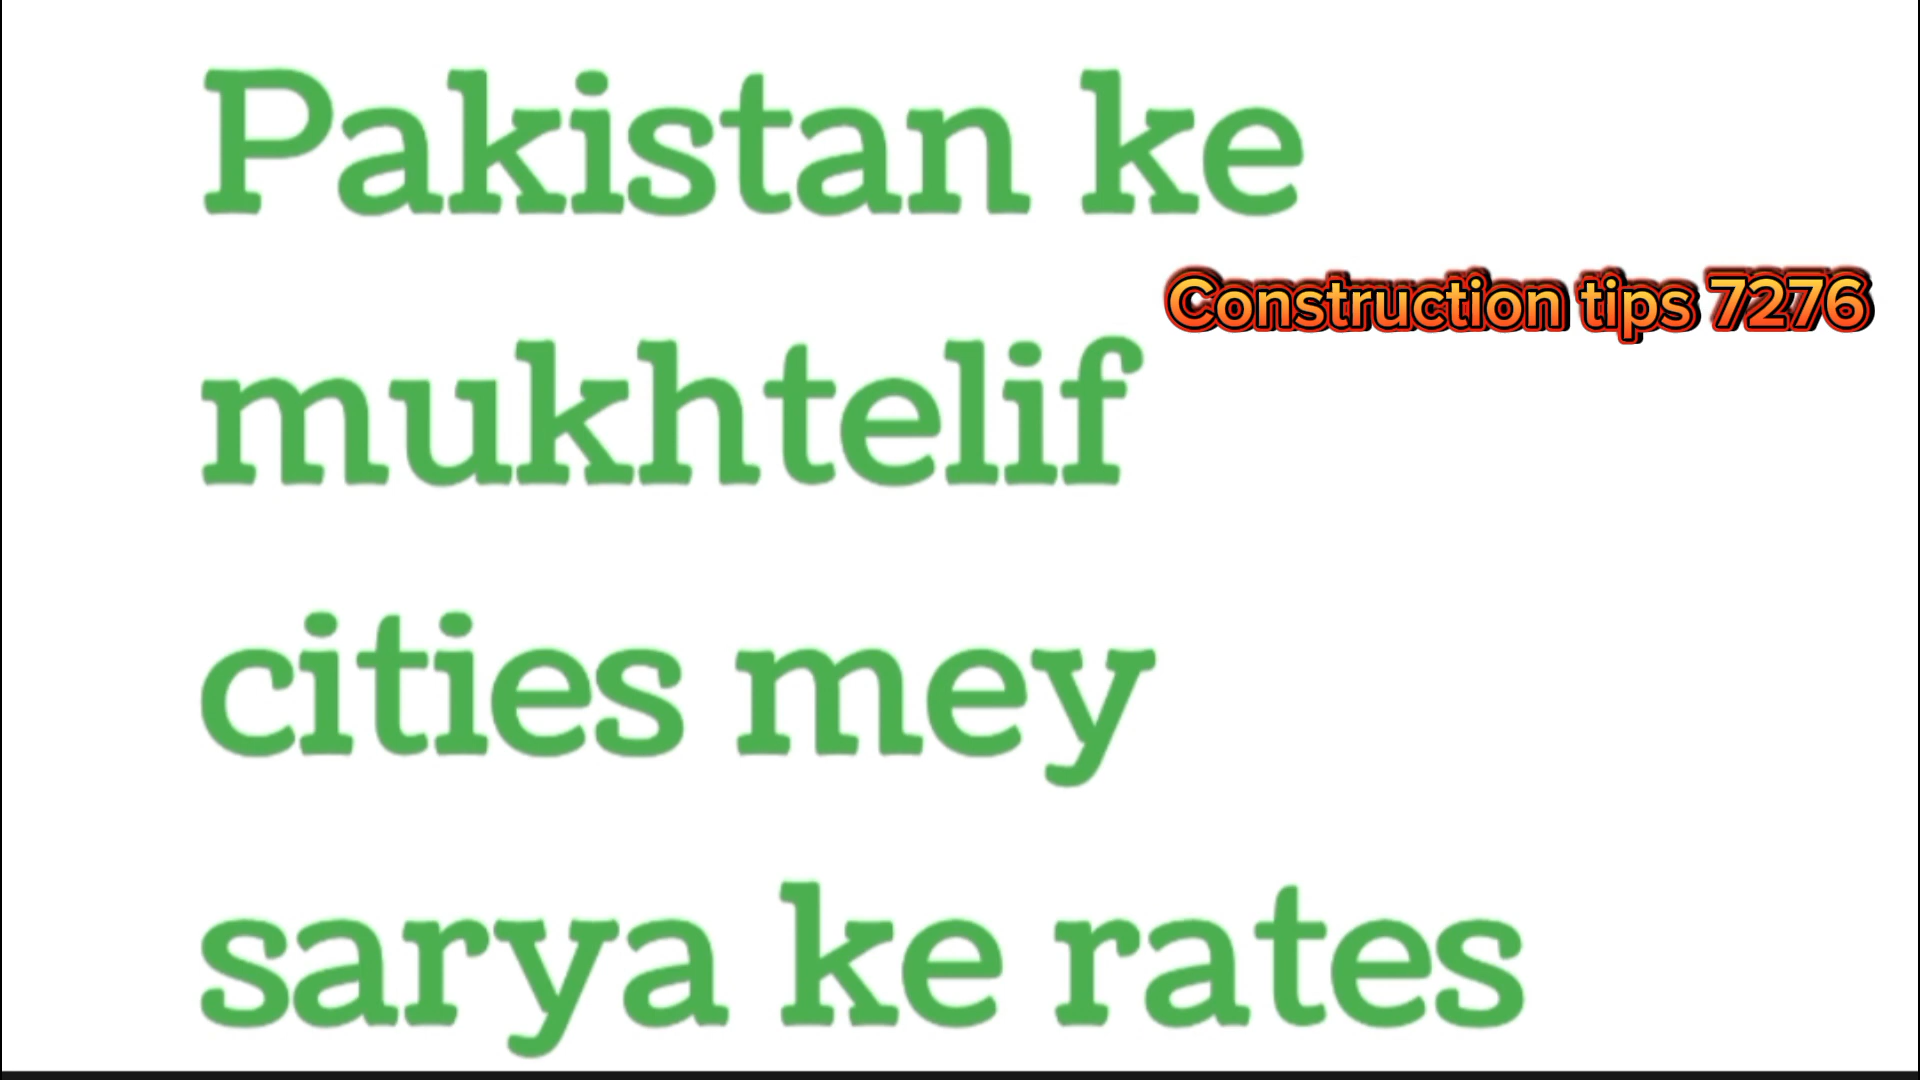 Pakistan ke
Construction tips 7276
mukhtelif
cities mey
sarya ke rates